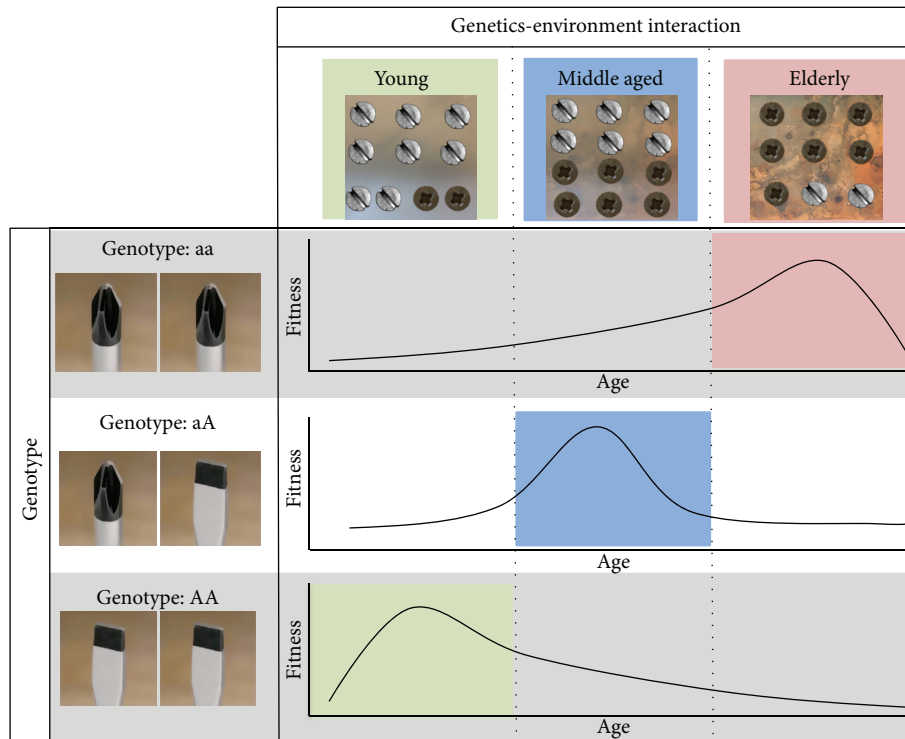 Genetics-environment interaction
Young
Middle aged
Elderly
Genotype
Genotype: aa
Fitness
Age
Genotype: aA
Fitness
Age
Genotype: AA
Fitness
Age